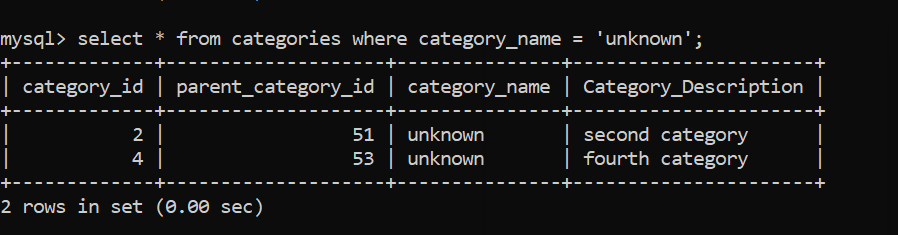 mysql> select * from categories where category_name = 'unknown';
+-------------+--------------------+---------------+----------------------+
| category_id | parent_category_id | category_name | Category_Description |
+-------------+--------------------+---------------+----------------------+
|           2 |                 51 | unknown       | second category      |
|           4 |                 53 | unknown       | fourth category      |
+-------------+--------------------+---------------+----------------------+
2 rows in set (0.00 sec)